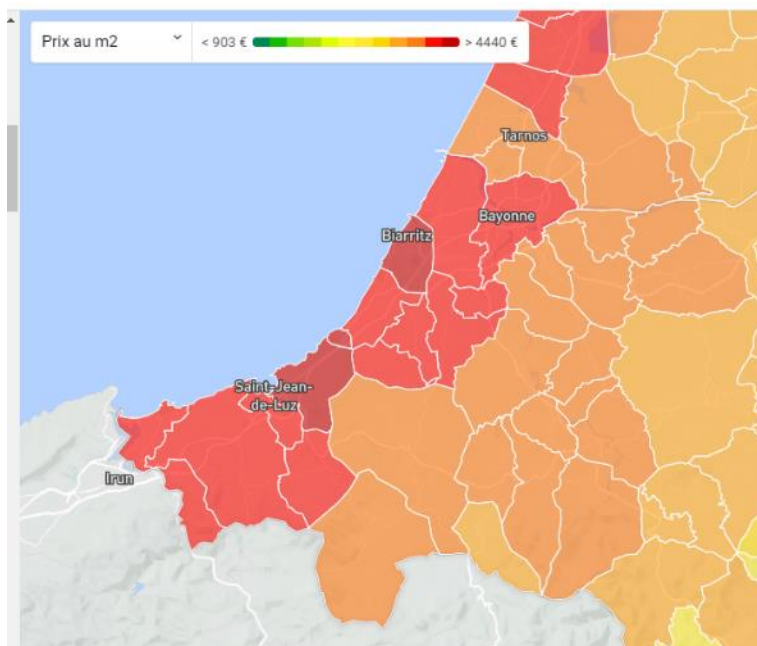 Prix au m2
< 903 €
> 4440 €
Tarnos
Bayonne
Biarritz
Saint-Jean-
de-Luz
Irun